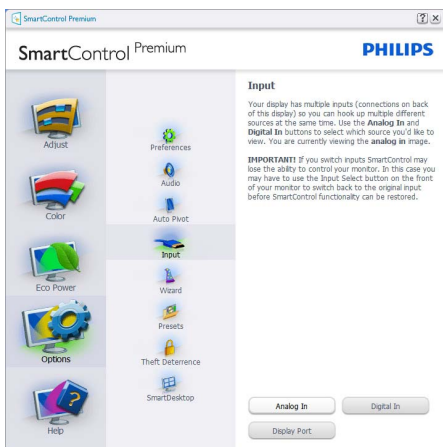 SmartControl Premium
SmartControl Premium
PHILIPS
Adjust
Color
Eco Power
Options
Help
Preferences
Audio
Auto Pivot
Input
Wizard
Presets
Theft Deterrence
SmartDesktop
Input
Your display has multiple inputs (connections on back
of this display) so you can hook up multiple different
sources at the same time. Use the Analog In and
Digital In buttons to select which source you'd like to
view. You are currently viewing the analog in image.
IMPORTANT! If you switch inputs SmartControl may
lose the ability to control your monitor. In this case you
may have to use the Input Select button on the front
of your monitor to switch back to the original input
before SmartControl functionality can be restored.
Analog In
Digital In
Display Port